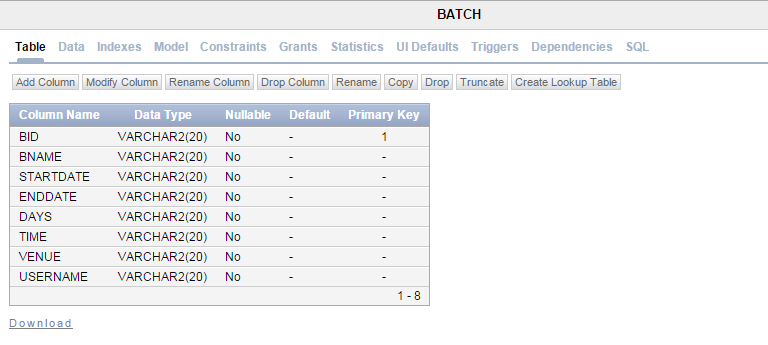 BATCH
Table Data Indexes Model Constraints Grants Statistics UI Defaults Triggers Dependencies SQL
Add Column Modify Column Rename Column Drop Column Rename Copy Drop Truncate Create Lookup Table
Column Name Data Type Nullable Default Primary Key
BID VARCHAR2(20) No - 1
BNAME VARCHAR2(20) No - -
STARTDATE VARCHAR2(20) No - -
ENDDATE VARCHAR2(20) No - -
DAYS VARCHAR2(20) No - -
TIME VARCHAR2(20) No - -
VENUE VARCHAR2(20) No - -
USERNAME VARCHAR2(20) No - -
1 - 8
Download